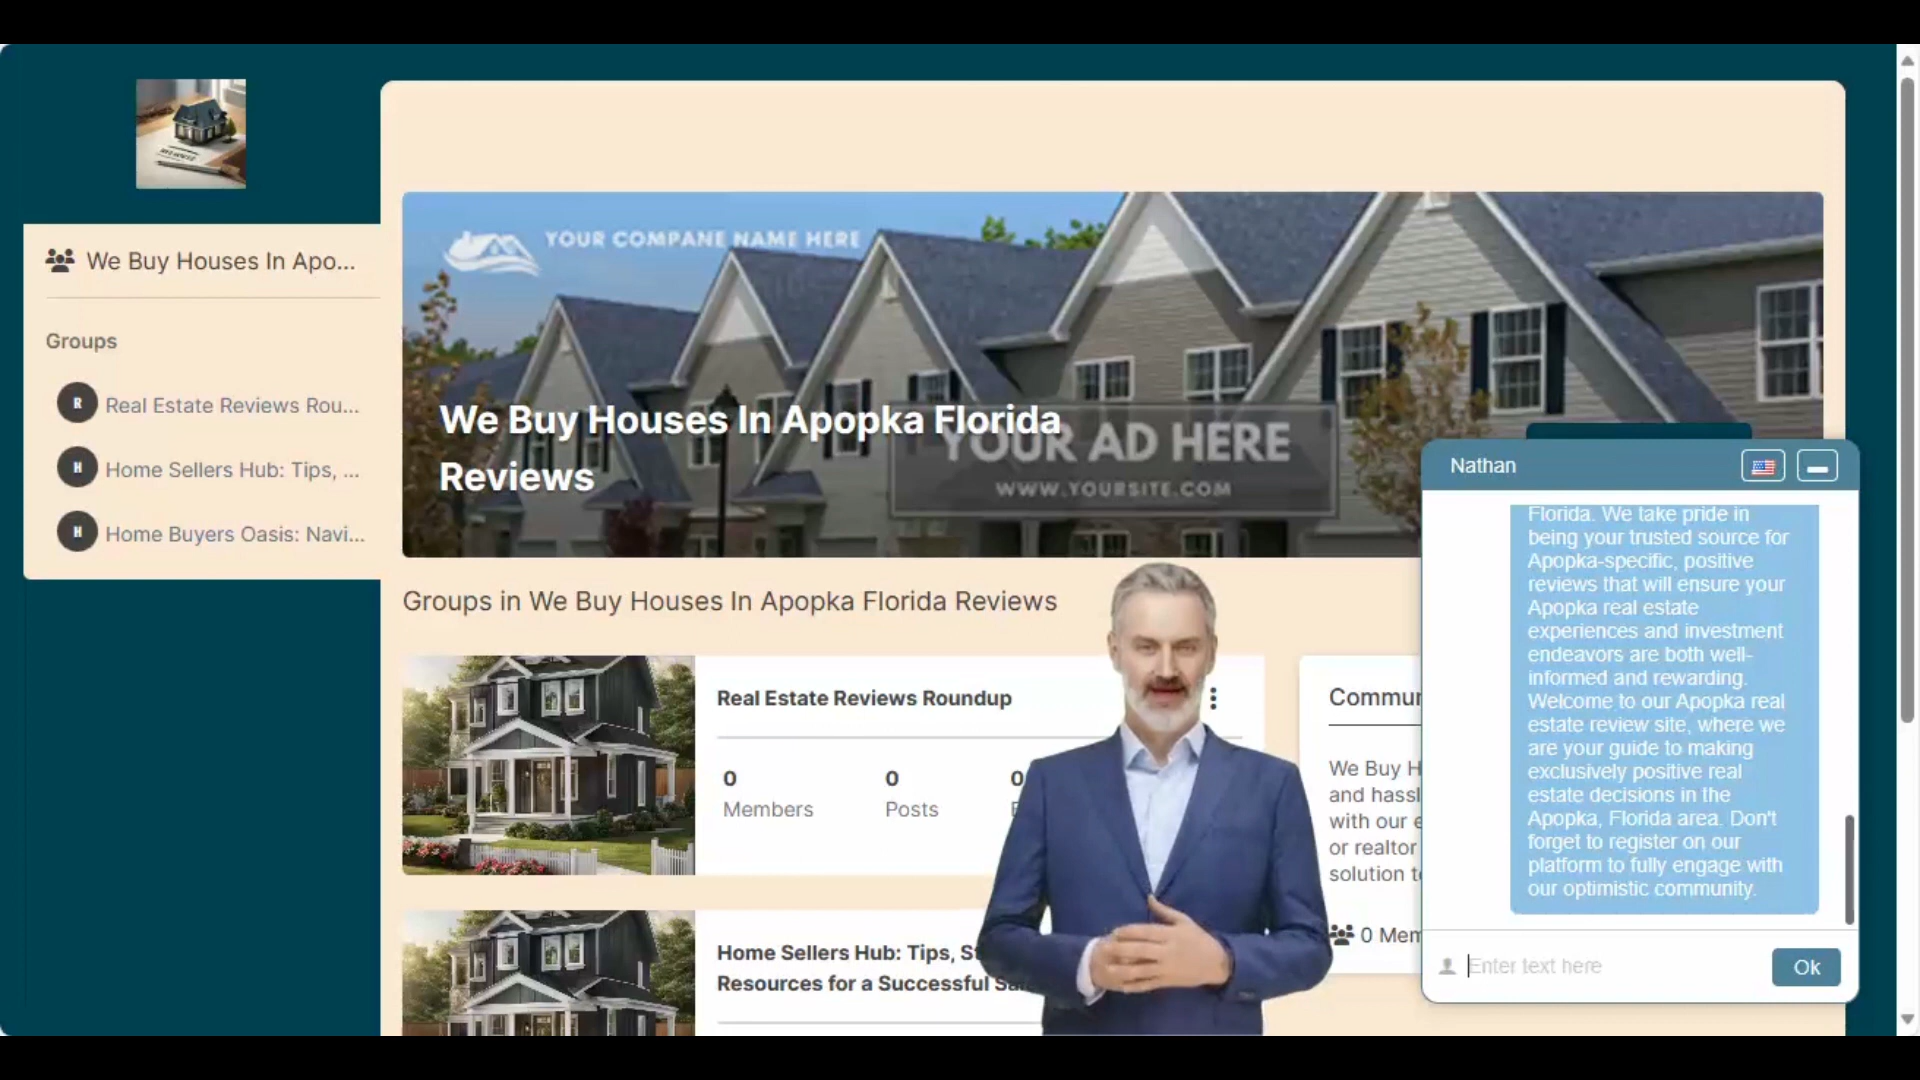 We Buy Houses In Apo...
Groups
R
Real Estate Reviews Rou...
H
Home Sellers Hub: Tips, ...
H
Home Buyers Oasis: Navi...
YOUR COMPANE NAME HERE
We Buy Houses In Apopka Florida
Reviews
YOUR AD HERE
WWW.YOURSITE.COM
Groups in We Buy Houses In Apopka Florida Reviews
Real Estate Reviews Roundup
0
Members
0
Posts
0
Home Sellers Hub: Tips,
Resources for a Successful
Commun
We Buy H
and hassl
with our e
or realtor
solution t
0 Mem
Nathan
Florida. We take pride in
being your trusted source for
Apopka-specific, positive
reviews that will ensure your
Apopka real estate
experiences and investment
endeavors are both well-
informed and rewarding.
Welcome to our Apopka real
estate review site, where we
are your guide to making
exclusively positive real
estate decisions in the
Apopka, Florida area. Don't
forget to register on our
platform to fully engage with
our optimistic community.
Enter text here
Ok